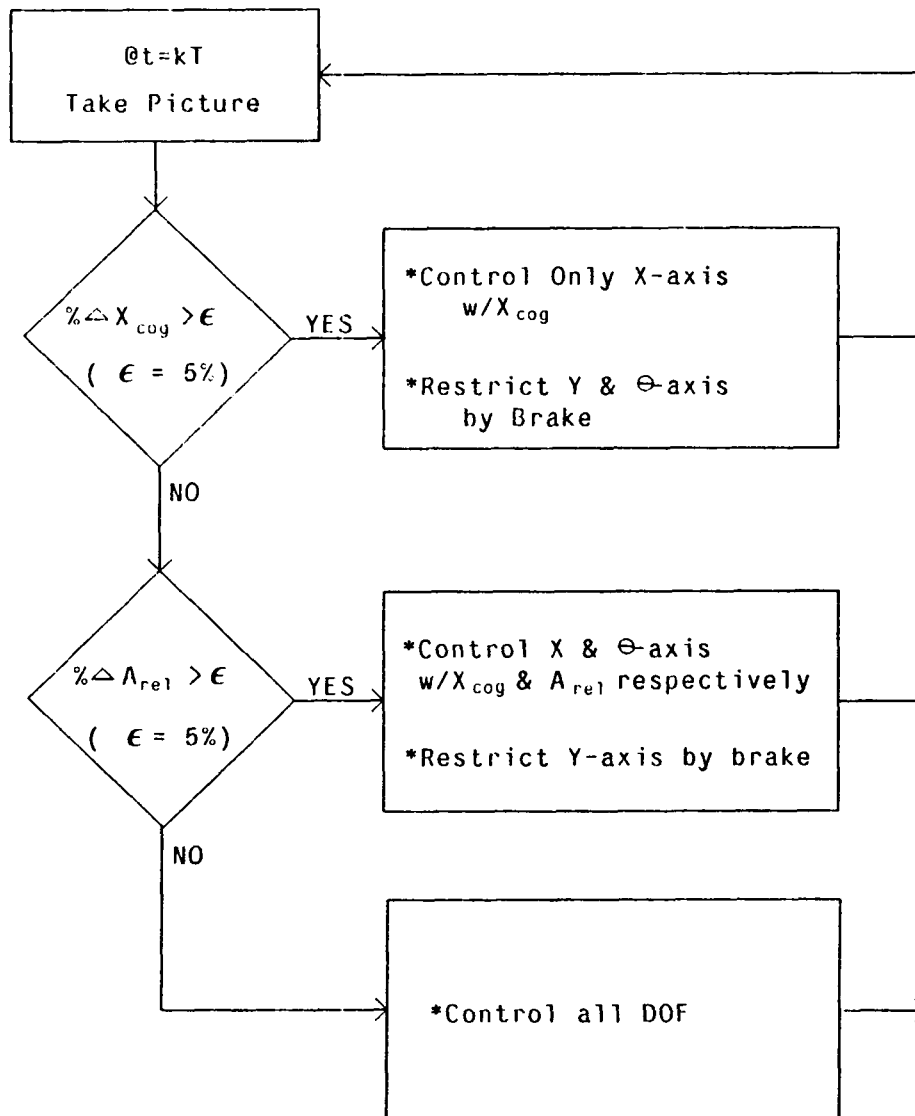 @t=kT
Take Picture
%△X_cog >ϵ
( ϵ = 5%)
YES
*Control Only X-axis
w/X_cog
*Restrict Y & Θ-axis
by Brake
NO
%△A_rel >ϵ
( ϵ = 5%)
YES
*Control X & Θ-axis
w/X_cog & A_rel respectively
*Restrict Y-axis by brake
NO
*Control all DOF